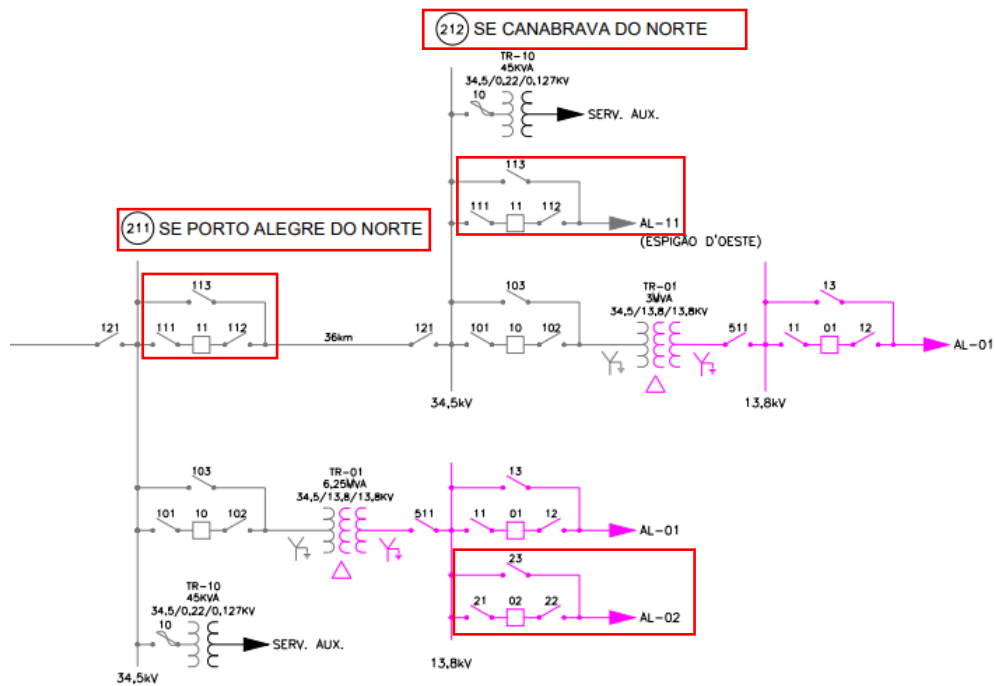 212 SE CANABRAVA DO NORTE
TR-10
45KVA
34,5/0,22/0,127KV
10
SERV. AUX.
113
111 11 112
AL-11
(ESPIGÃO D'OESTE)
211 SE PORTO ALEGRE DO NORTE
113
121 111 11 112
36km
121
103
101 10 102
TR-01
3MVA
34,5/13,8/13,8KV
511
13
11 01 12
AL-01
34,5kV
13,8kV
103
101 10 102
TR-01
6,25MVA
34,5/13,8/13,8KV
511
13
11 01 12
AL-01
23
21 02 22
AL-02
TR-10
45KVA
34,5/0,22/0,127KV
10
SERV. AUX.
13,8kV
34,5kV